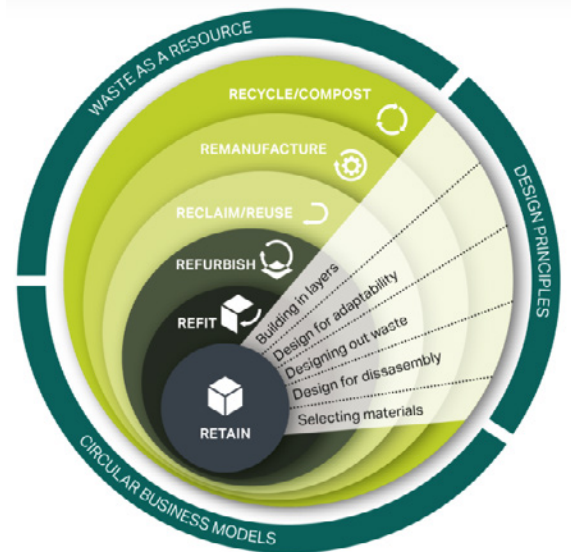 WASTE AS A RESOURCE
RECYCLE/COMPOST
REMANUFACTURE
RECLAIM/REUSE
REFURBISH
REFIT
RETAIN
DESIGN PRINCIPLES
Building in layers
Design for adaptability
Designing out waste
Design for dissasembly
Selecting materials
CIRCULAR BUSINESS MODELS